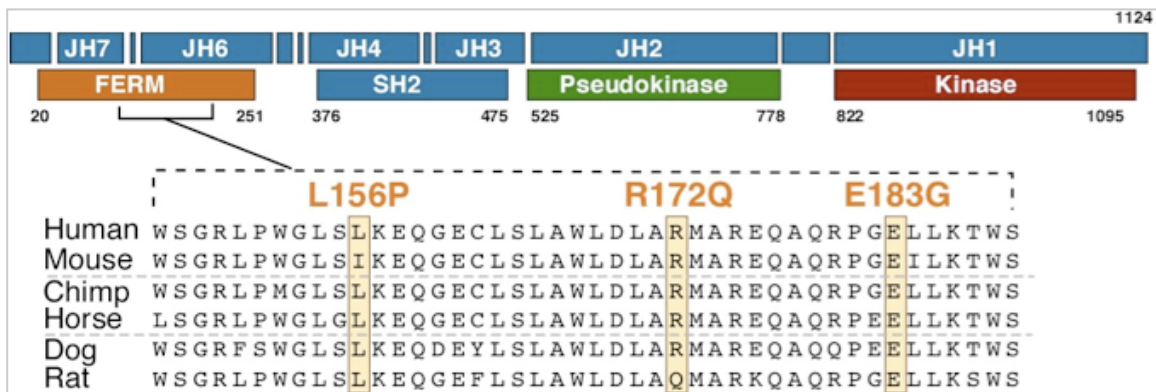 1124
JH7 JH6 JH4 JH3 JH2 JH1
FERM SH2 Pseudokinase Kinase
20 251 376 475 525 778 822 1095
L156P R172Q E183G
Human WSGRLPWGLSLKEQGECLSLAWLDLARMAREQAQRPGELLKTWS
Mouse WSGRLPWGLSIKEQGECLSLAWLDLARMAREQAQRPGEILKTWS
Chimp WSGRLPMGLSLKEQGECLSLAWLDLARMAREQAQRPGELLKTWS
Horse LSGRLPWGLGLKEQGECLSLAWLDLARMAREQAQRPEELLKTWS
Dog WSGRFSWGLSLKEQDEYLSLAWLDLARMAREQAQQPEELLKTWS
Rat WSGRLPWGLSLKEQGEFLSLAWLDLAQMARKQAQRPGELLKSWS